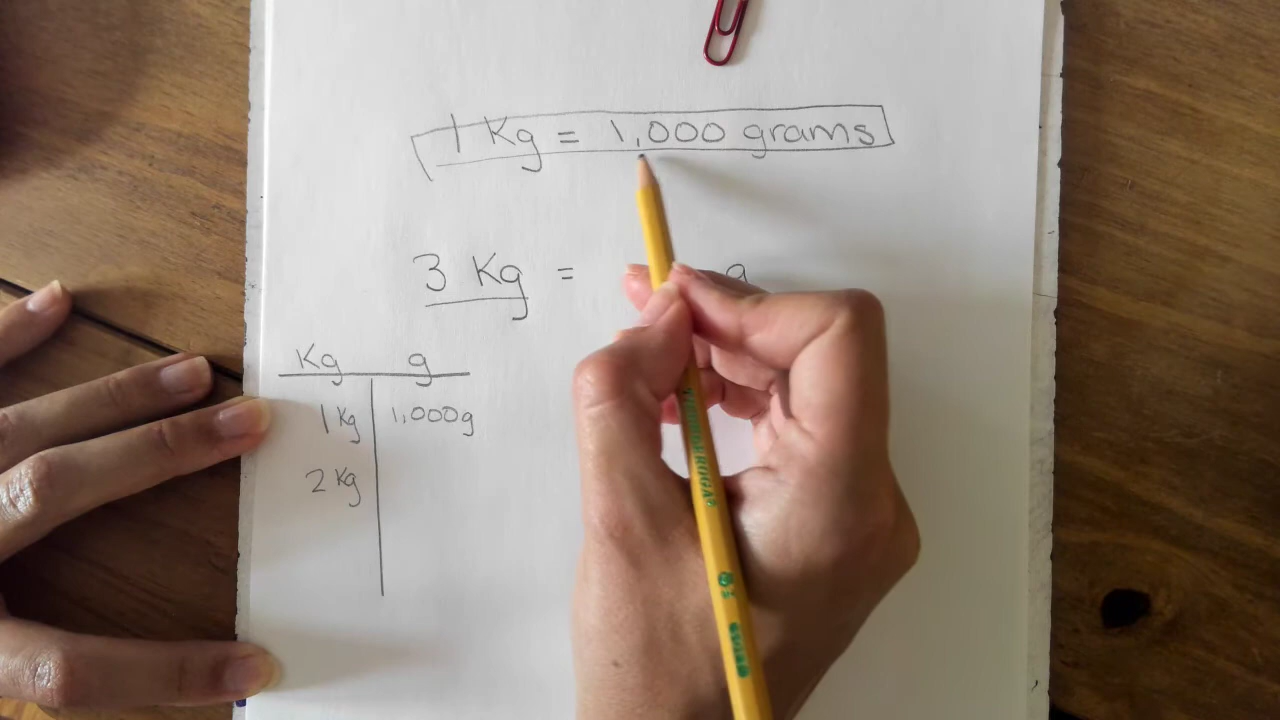 1 Kg = 1,000 grams
3 Kg = g
Kg g
1 Kg 1,000g
2 Kg